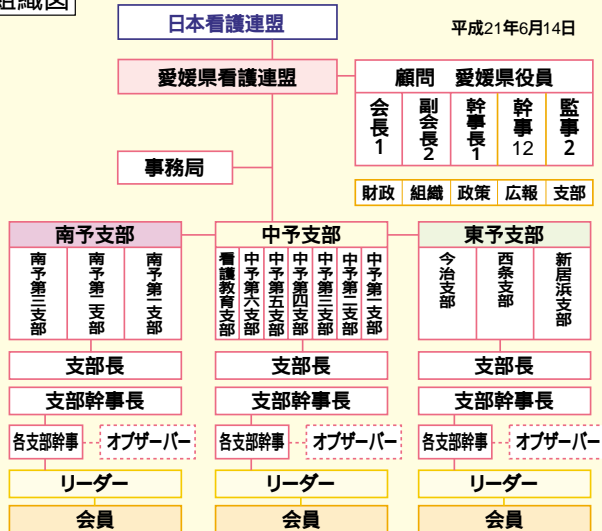 組織図
日本看護連盟
平成21年6月14日
愛媛県看護連盟
顧問 愛媛県役員
会長1
副会長2
幹事長1
幹事12
監事2
事務局
財政 組織 政策 広報 支部
南予支部
中予支部
東予支部
南予第三支部
南予第二支部
南予第一支部
看護教育支部
中予第六支部
中予第五支部
中予第四支部
中予第三支部
中予第二支部
中予第一支部
今治支部
西条支部
新居浜支部
支部長
支部長
支部長
支部幹事長
支部幹事長
支部幹事長
各支部幹事 オブザーバー
各支部幹事 オブザーバー
各支部幹事 オブザーバー
リーダー
リーダー
リーダー
会員
会員
会員